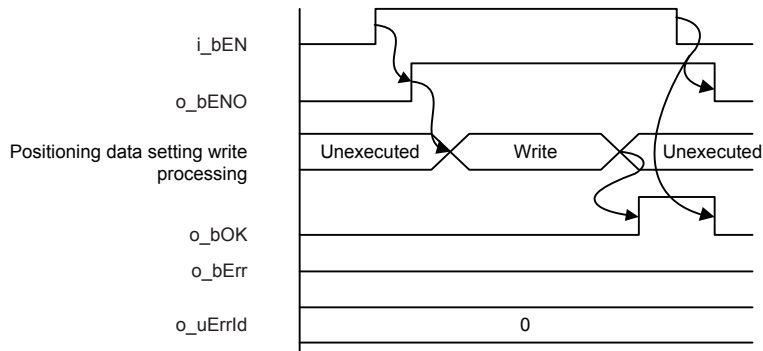 i_bEN
o_bENO
Positioning data setting write
processing
Unexecuted
Write
Unexecuted
o_bOK
o_bErr
o_uErrId
0